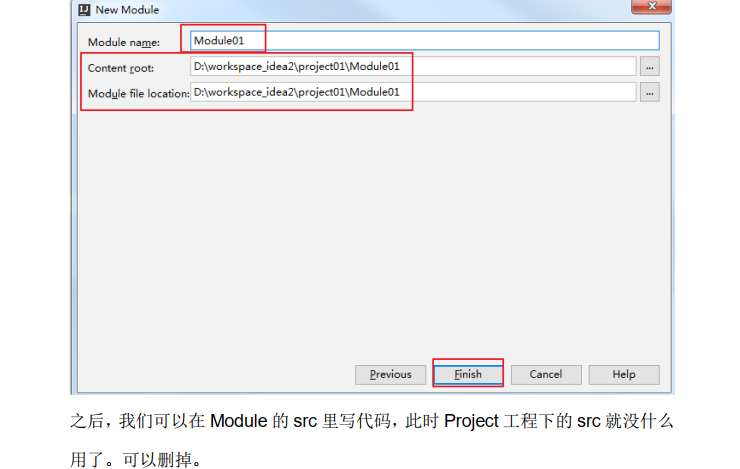 New Module
Module name: Module01
Content root: D:\workspace_idea2\project01\Module01 ...
Module file location: D:\workspace_idea2\project01\Module01 ...
Previous Finish Cancel Help
之后，我们可以在 Module 的 src 里写代码，此时 Project 工程下的 src 就没什么
用了。可以删掉。